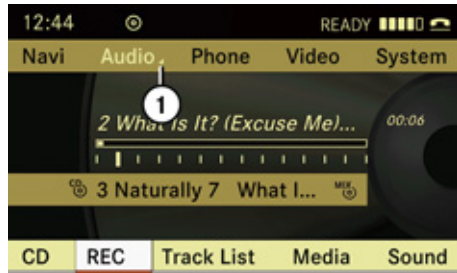 12:44 READY
Navi Audio Phone Video System
1
2 What Is It? (Excuse Me)... 00:06
CD 3 Naturally 7 What I... MIX
CD REC Track List Media Sound